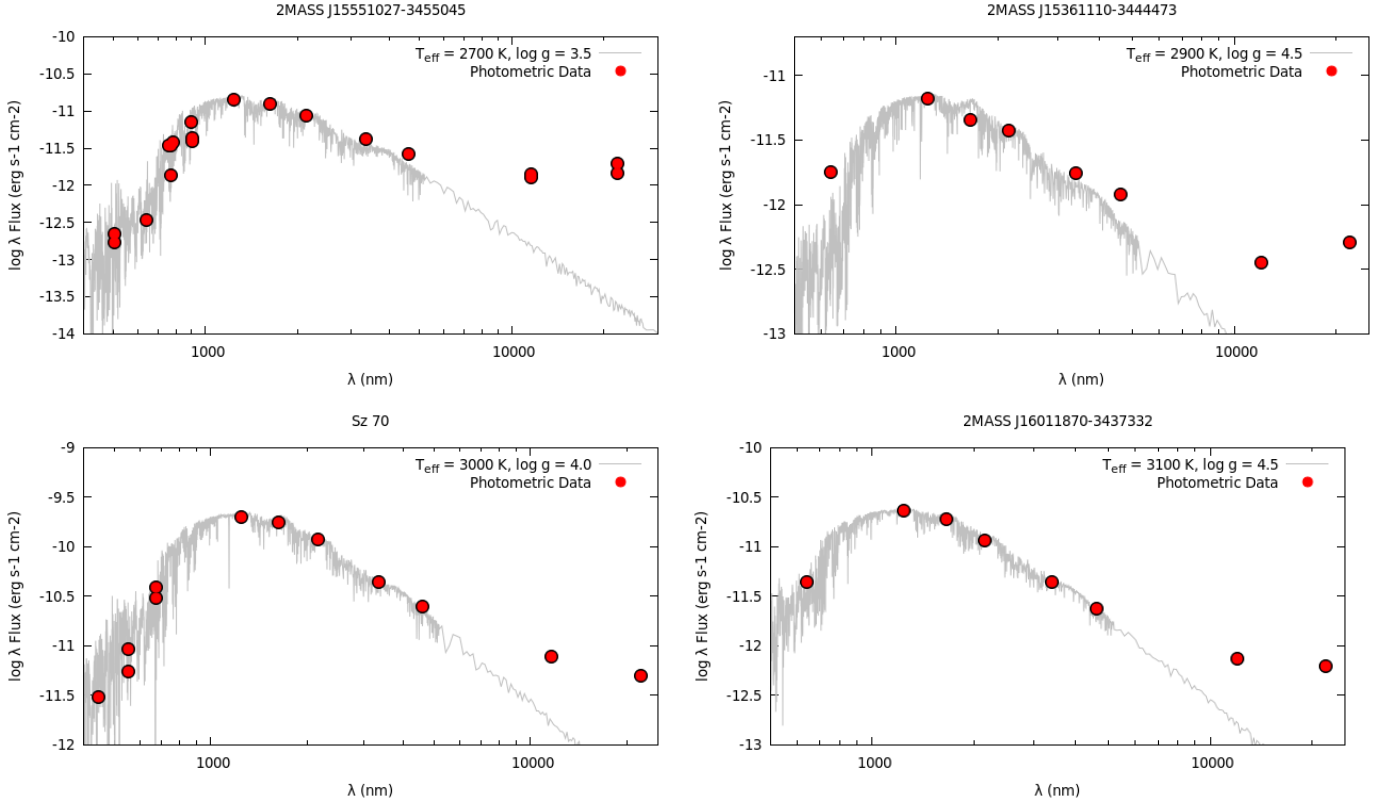 2MASS J15551027-3455045
T_eff = 2700 K, log g = 3.5
Photometric Data
log λ Flux (erg s-1 cm-2)
-10
-10.5
-11
-11.5
-12
-12.5
-13
-13.5
-14
1000 10000
λ (nm)
2MASS J15361110-3444473
T_eff = 2900 K, log g = 4.5
Photometric Data
log λ Flux (erg s-1 cm-2)
-11
-11.5
-12
-12.5
-13
1000 10000
λ (nm)
Sz 70
T_eff = 3000 K, log g = 4.0
Photometric Data
log λ Flux (erg s-1 cm-2)
-9
-9.5
-10
-10.5
-11
-11.5
-12
1000 10000
λ (nm)
2MASS J16011870-3437332
T_eff = 3100 K, log g = 4.5
Photometric Data
log λ Flux (erg s-1 cm-2)
-10
-10.5
-11
-11.5
-12
-12.5
-13
1000 10000
λ (nm)